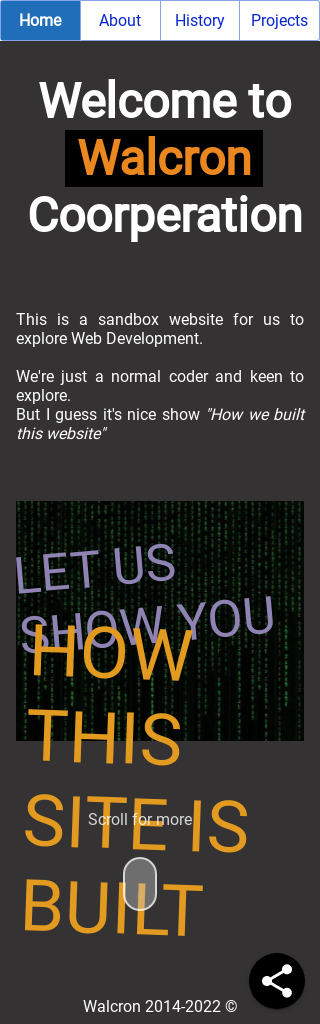 Home About History Projects
Welcome to
Walcron
Coorperation
This is a sandbox website for us to
explore Web Development.
We're just a normal coder and keen to
explore.
But I guess it's nice show "How we built
this website"
LET US
SHOW YOU
HOW
THIS
SITE IS
BUILT
Scroll for more
Walcron 2014-2022 ©